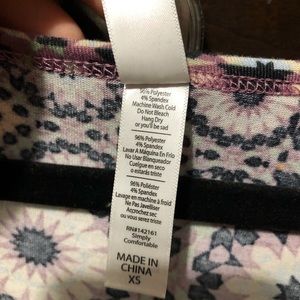 96% Polyester
4% Spandex
Machine Wash Cold
Do Not Bleach
Hang Dry
or you'll be sad
96% Polyester
4% Spandex
Lavar A Máquina En Frío
No Usar Blanqueador
Cuelgue en seco
o estarás triste
96% Poliéster
4% Spandex
Lavage en machine à froid
Ne Pas Javelliser
Accrochez sec
ou vous serez triste
RN#142161
Simply
Comfortable
MADE IN
CHINA
XS